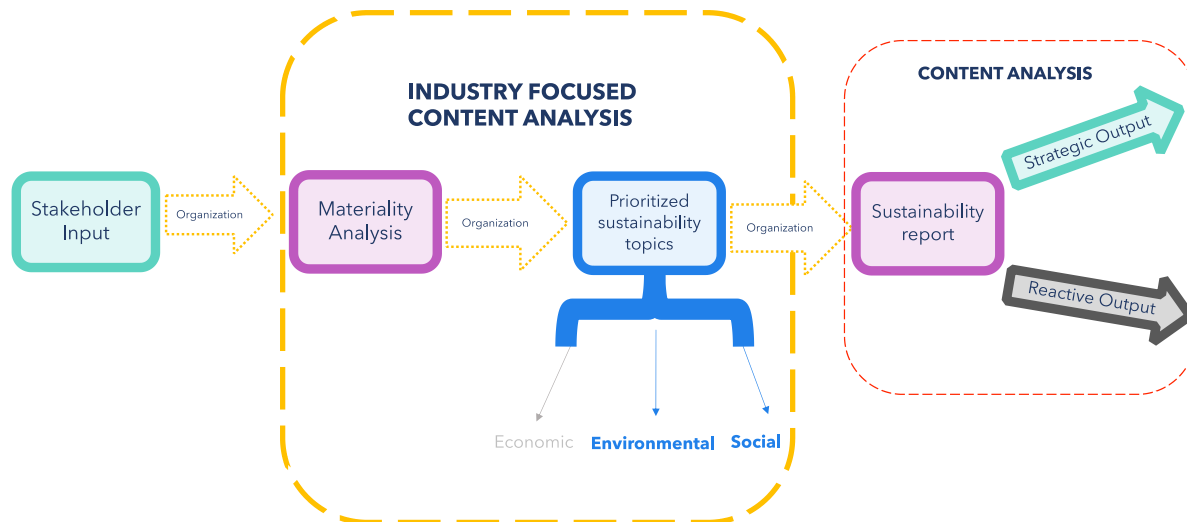 INDUSTRY FOCUSED
CONTENT ANALYSIS
CONTENT ANALYSIS
Stakeholder
Input
Organization
Materiality
Analysis
Organization
Prioritized
sustainability
topics
Organization
Sustainability
report
Strategic Output
Reactive Output
Economic
Environmental
Social